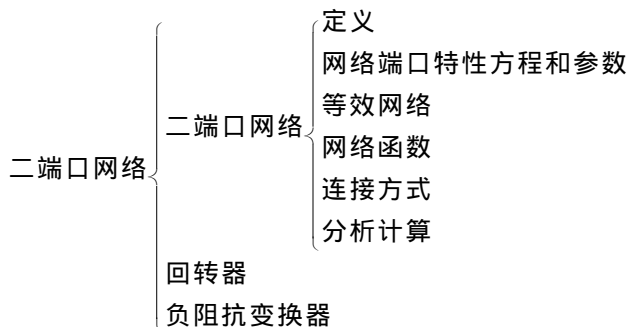 定义
网络端口特性方程和参数
等效网络
二端口网络
网络函数
二端口网络
连接方式
分析计算
回转器
负阻抗变换器